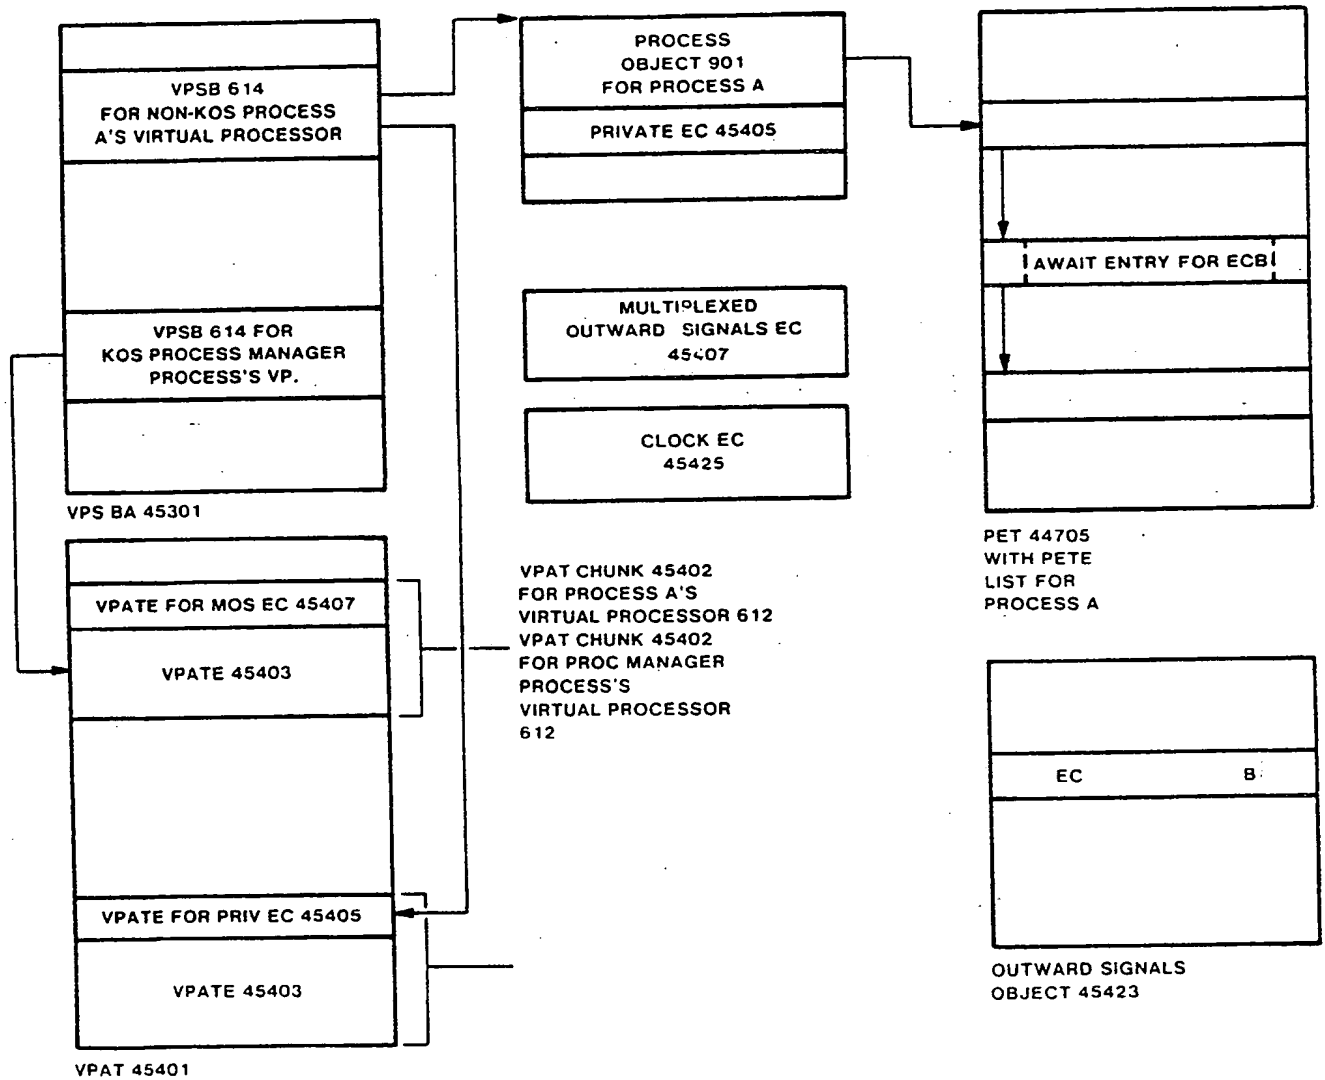 VPSB 614
FOR NON-KOS PROCESS
A'S VIRTUAL PROCESSOR
VPSB 614 FOR
KOS PROCESS MANAGER
PROCESS'S VP.
VPS BA 45301
PROCESS
OBJECT 901
FOR PROCESS A
PRIVATE EC 45405
MULTIPLEXED
OUTWARD SIGNALS EC
45407
CLOCK EC
45425
AWAIT ENTRY FOR ECB
PET 44705
WITH PETE
LIST FOR
PROCESS A
VPATE FOR MOS EC 45407
VPATE 45403
VPATE FOR PRIV EC 45405
VPATE 45403
VPAT 45401
VPAT CHUNK 45402
FOR PROCESS A'S
VIRTUAL PROCESSOR 612
VPAT CHUNK 45402
FOR PROC MANAGER
PROCESS'S
VIRTUAL PROCESSOR
612
EC B
OUTWARD SIGNALS
OBJECT 45423